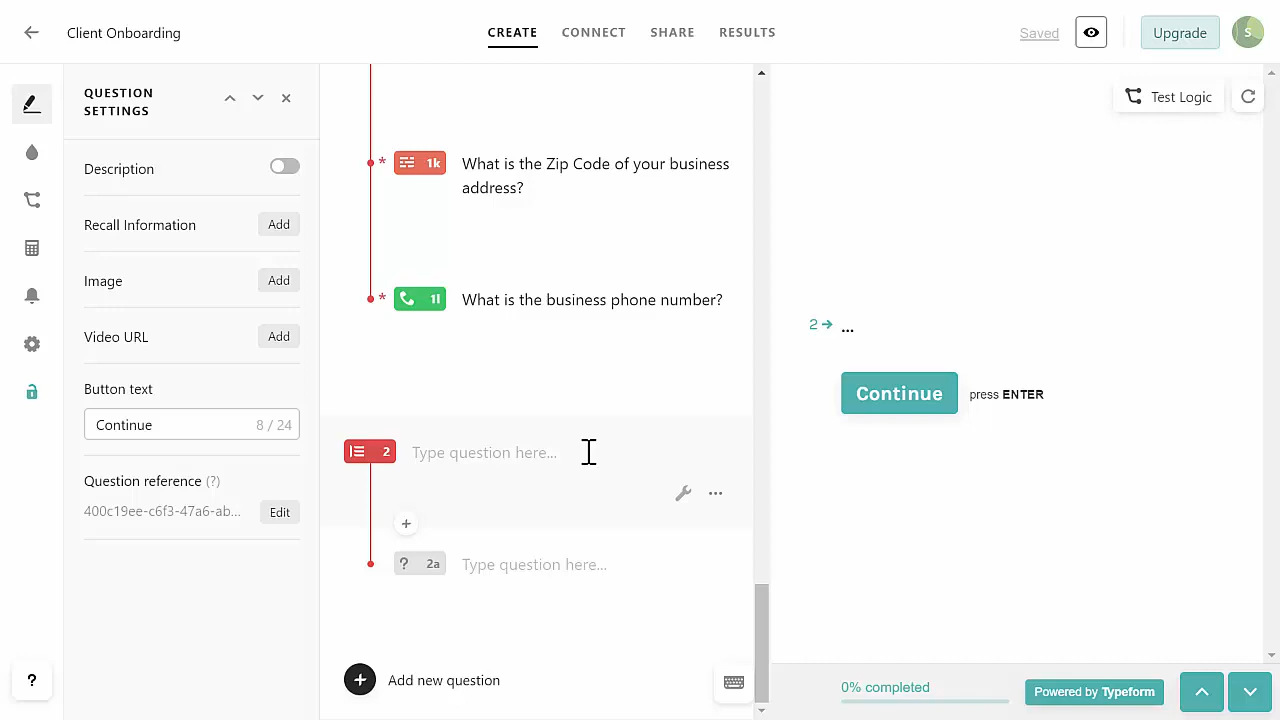 Client Onboarding
CREATE
CONNECT
SHARE
RESULTS
Saved
Upgrade
S
QUESTION
SETTINGS
Description
Recall Information
Add
Image
Add
Video URL
Add
Button text
Continue
8 / 24
Question reference (?)
400c19ee-c6f3-47a6-ab...
Edit
?
* 1k What is the Zip Code of your business
address?
* 1l What is the business phone number?
2 Type question here...
? 2a Type question here...
Add new question
Test Logic
2 ...
Continue
press ENTER
0% completed
Powered by Typeform